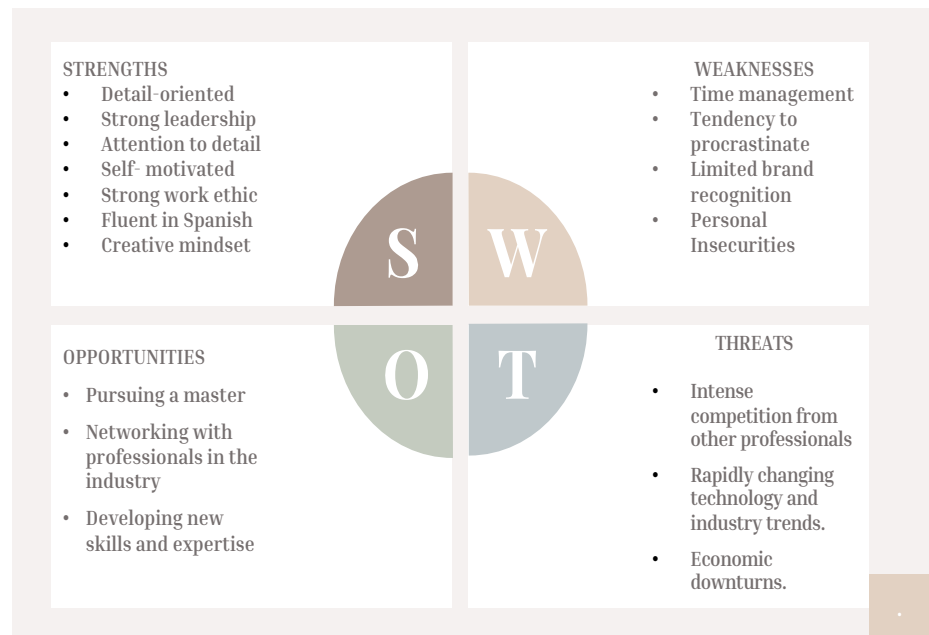 STRENGTHS
• Detail-oriented
• Strong leadership
• Attention to detail
• Self- motivated
• Strong work ethic
• Fluent in Spanish
• Creative mindset
S
WEAKNESSES
• Time management
• Tendency to
procrastinate
• Limited brand
recognition
• Personal
Insecurities
W
OPPORTUNITIES
• Pursuing a master
• Networking with
professionals in the
industry
• Developing new
skills and expertise
O
THREATS
• Intense
competition from
other professionals
• Rapidly changing
technology and
industry trends.
• Economic
downturns.
T
.